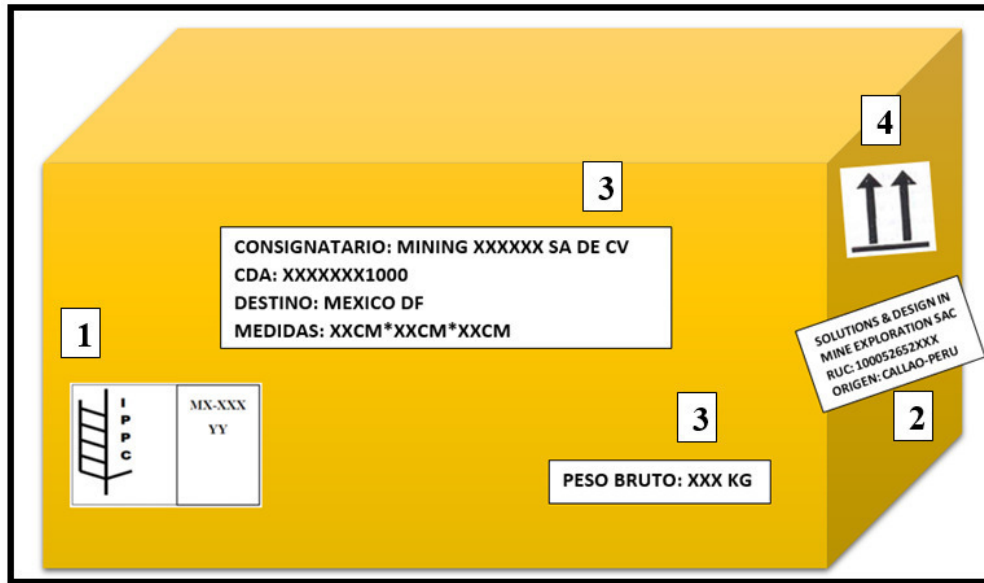 4
3
CONSIGNATARIO: MINING XXXXXX SA DE CV
CDA: XXXXXXX1000
DESTINO: MEXICO DF
MEDIDAS: XXCM*XXCM*XXCM
SOLUTIONS & DESIGN IN
MINE EXPLORATION SAC
RUC: 100052652XXX
ORIGEN: CALLAO-PERU
1
I
P
P
C
MX-XXX
YY
3
2
PESO BRUTO: XXX KG